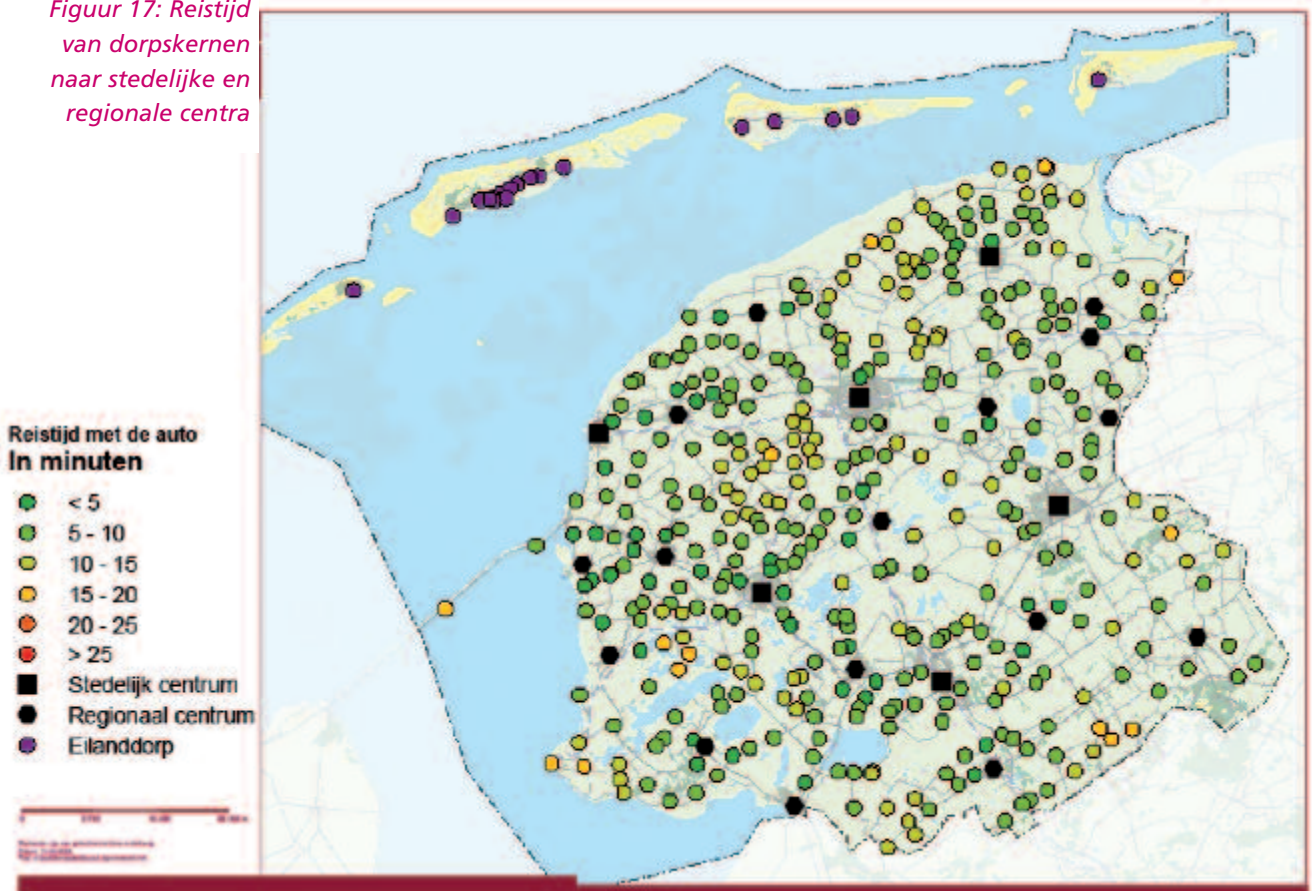 Figuur 17: Reistijd
van dorpskernen
naar stedelijke en
regionale centra
Reistijd met de auto
In minuten
< 5
5 - 10
10 - 15
15 - 20
20 - 25
> 25
Stedelijk centrum
Regionaal centrum
Eilanddorp